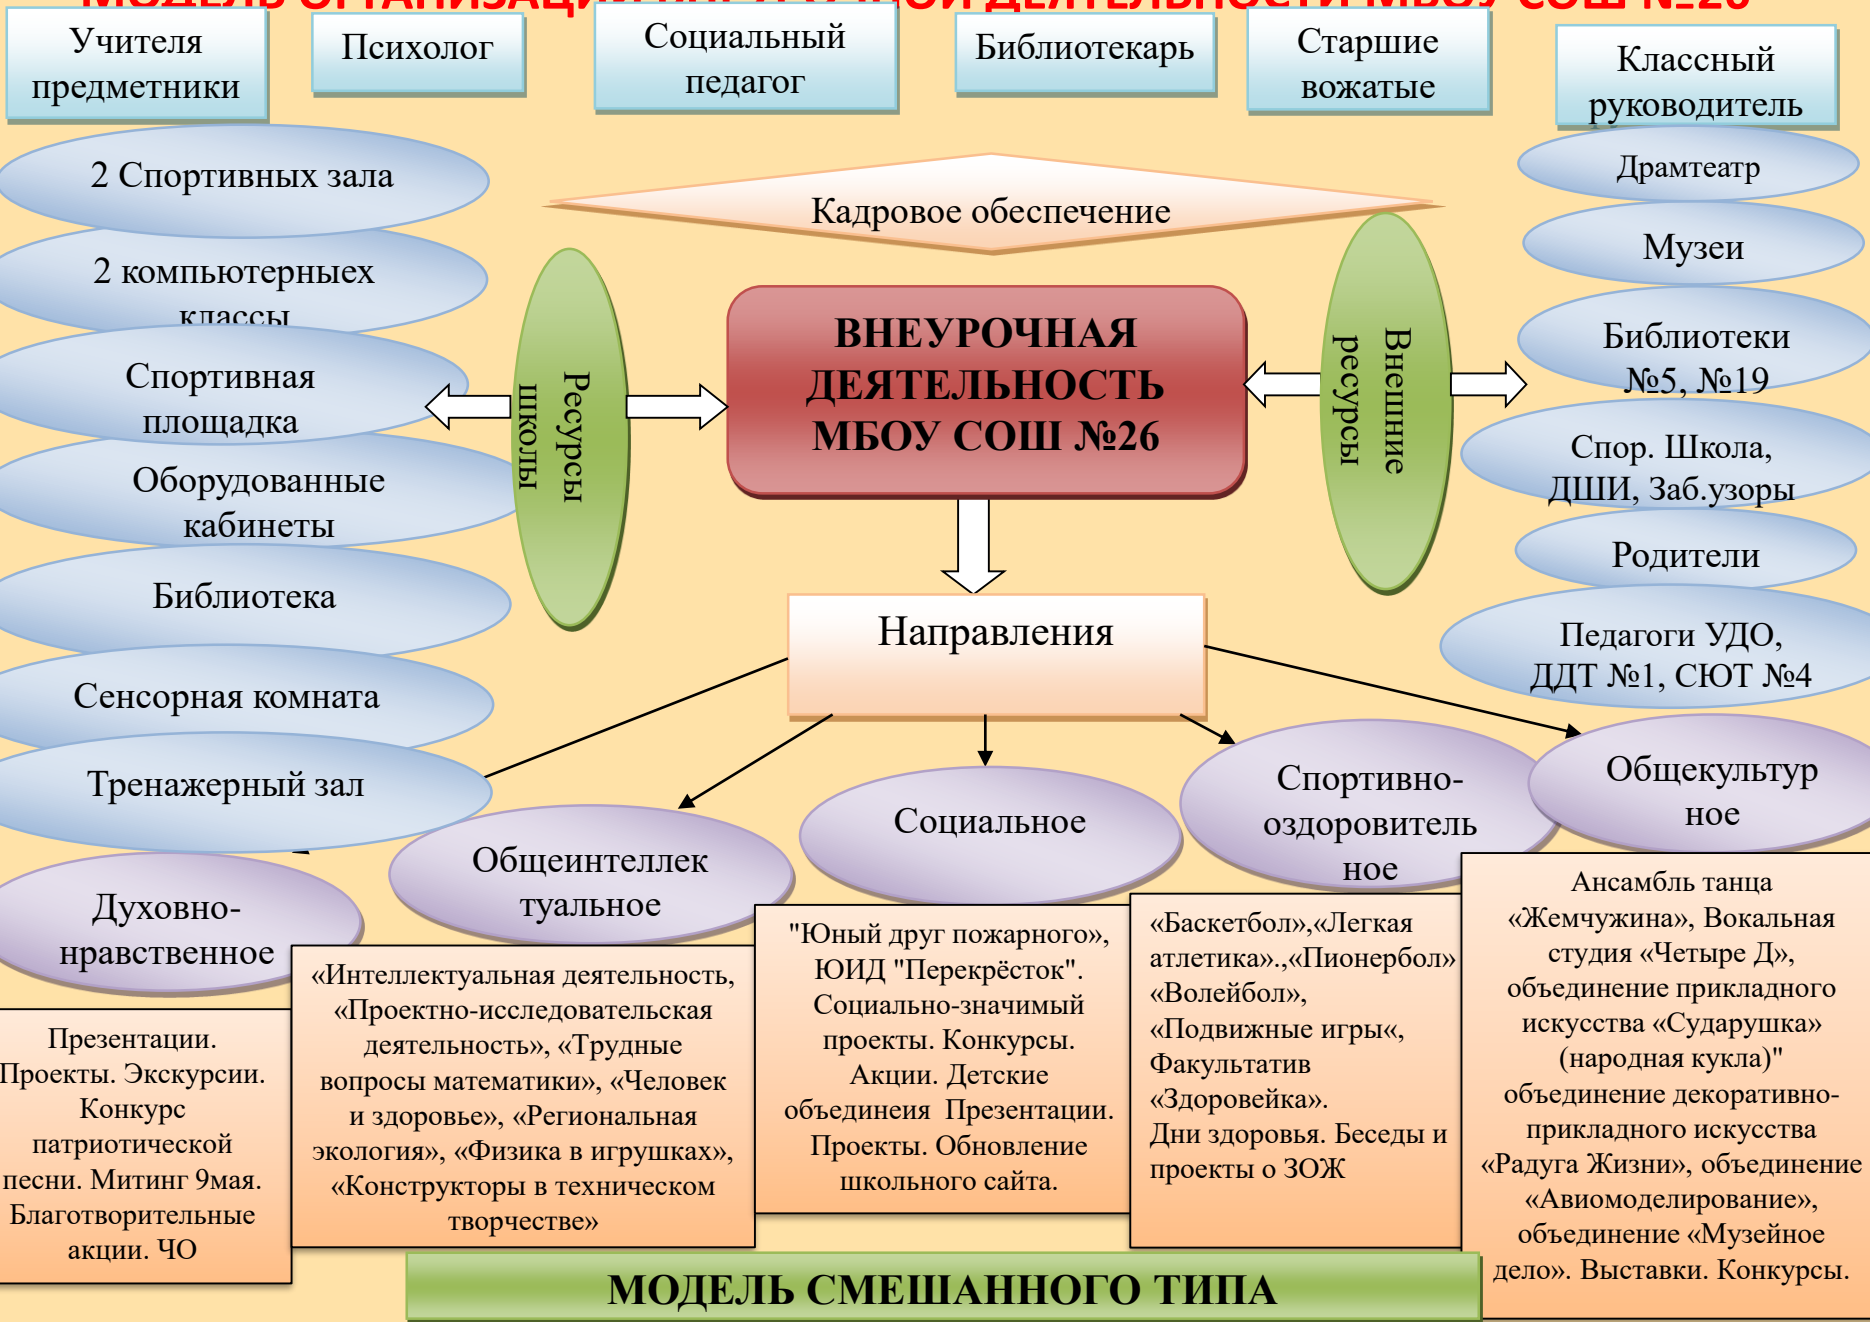 МОДЕЛЬ ОРГАНИЗАЦИИ ВНЕУРОЧНОЙ ДЕЯТЕЛЬНОСТИ МБОУ СОШ №26
Учителя
предметники
Психолог
Социальный
педагог
Библиотекарь
Старшие
вожатые
Классный
руководитель
Кадровое обеспечение
2 Спортивных зала
2 компьютерныех
классы
Спортивная
площадка
Оборудованные
кабинеты
Библиотека
Сенсорная комната
Тренажерный зал
Ресурсы
школы
ВНЕУРОЧНАЯ
ДЕЯТЕЛЬНОСТЬ
МБОУ СОШ №26
Внешние
ресурсы
Драмтеатр
Музеи
Библиотеки
№5, №19
Спор. Школа,
ДШИ, Заб.узоры
Родители
Педагоги УДО,
ДДТ №1, СЮТ №4
Направления
Духовно-
нравственное
Общеинтеллек
туальное
Социальное
Спортивно-
оздоровитель
ное
Общекультур
ное
Презентации.
Проекты. Экскурсии.
Конкурс
патриотической
песни. Митинг 9мая.
Благотворительные
акции. ЧО
«Интеллектуальная деятельность,
«Проектно-исследовательская
деятельность», «Трудные
вопросы математики», «Человек
и здоровье», «Региональная
экология», «Физика в игрушках»,
«Конструкторы в техническом
творчестве»
"Юный друг пожарного»,
ЮИД "Перекрёсток".
Социально-значимый
проекты. Конкурсы.
Акции. Детские
объединеия  Презентации.
Проекты. Обновление
школьного сайта.
«Баскетбол»,«Легкая
атлетика».,«Пионербол»
«Волейбол»,
«Подвижные игры«,
Факультатив
«Здоровейка».
Дни здоровья. Беседы и
проекты о ЗОЖ
Ансамбль танца
«Жемчужина», Вокальная
студия «Четыре Д»,
объединение прикладного
искусства «Сударушка»
(народная кукла)"
объединение декоративно-
прикладного искусства
«Радуга Жизни», объединение
«Авиомоделирование»,
объединение «Музейное
дело». Выставки. Конкурсы.
МОДЕЛЬ СМЕШАННОГО ТИПА